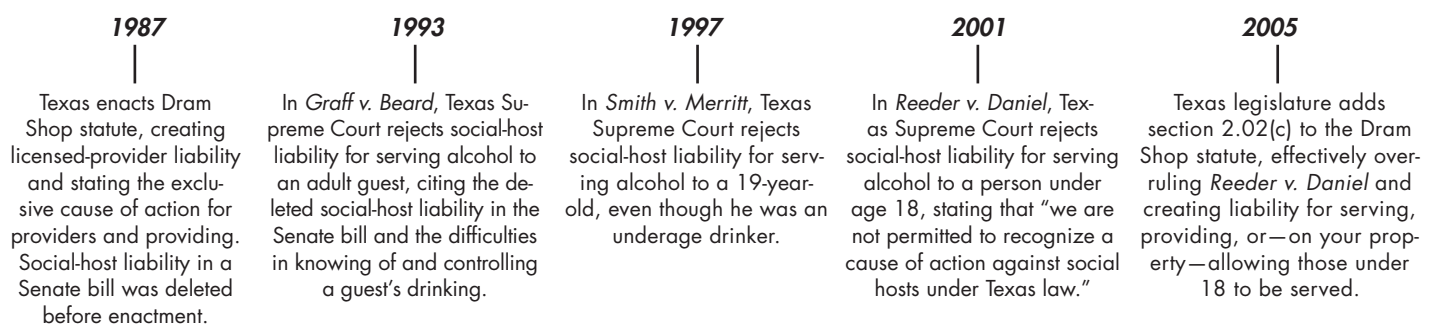 1987
Texas enacts Dram
Shop statute, creating
licensed-provider liability
and stating the exclu-
sive cause of action for
providers and providing.
Social-host liability in a
Senate bill was deleted
before enactment.
1993
In Graff v. Beard, Texas Su-
preme Court rejects social-host
liability for serving alcohol to
an adult guest, citing the de-
leted social-host liability in the
Senate bill and the difficulties
in knowing of and controlling
a guest’s drinking.
1997
In Smith v. Merritt, Texas
Supreme Court rejects
social-host liability for serv-
ing alcohol to a 19-year-
old, even though he was an
underage drinker.
2001
In Reeder v. Daniel, Tex-
as Supreme Court rejects
social-host liability for serving
alcohol to a person under
age 18, stating that “we are
not permitted to recognize a
cause of action against social
hosts under Texas law.”
2005
Texas legislature adds
section 2.02(c) to the Dram
Shop statute, effectively over-
ruling Reeder v. Daniel and
creating liability for serving,
providing, or—on your prop-
erty—allowing those under
18 to be served.